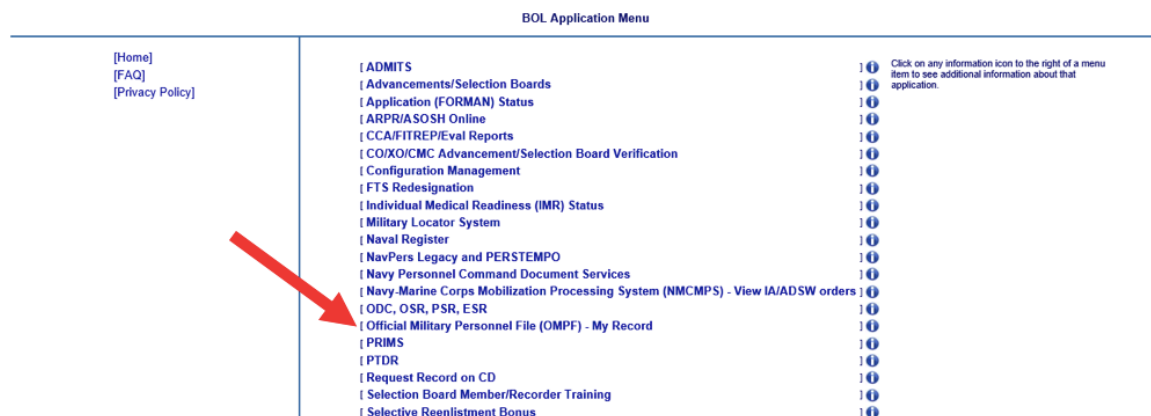 BOL Application Menu
[Home]
[FAQ]
[Privacy Policy]
[ ADMITS ]
[ Advancements/Selection Boards ]
[ Application (FORMAN) Status ]
[ ARPR/ASOSH Online ]
[ CCA/FITREP/Eval Reports ]
[ CO/XO/CMC Advancement/Selection Board Verification ]
[ Configuration Management ]
[ FTS Redesignation ]
[ Individual Medical Readiness (IMR) Status ]
[ Military Locator System ]
[ Naval Register ]
[ NavPers Legacy and PERSTEMPO ]
[ Navy Personnel Command Document Services ]
[ Navy-Marine Corps Mobilization Processing System (NMCMPS) - View IA/ADSW orders ]
[ ODC, OSR, PSR, ESR ]
[ Official Military Personnel File (OMPF) - My Record ]
[ PRIMS ]
[ PTDR ]
[ Request Record on CD ]
[ Selection Board Member/Recorder Training ]
[ Selective Reenlistment Bonus ]
Click on any information icon to the right of a menu
item to see additional information about that
application.